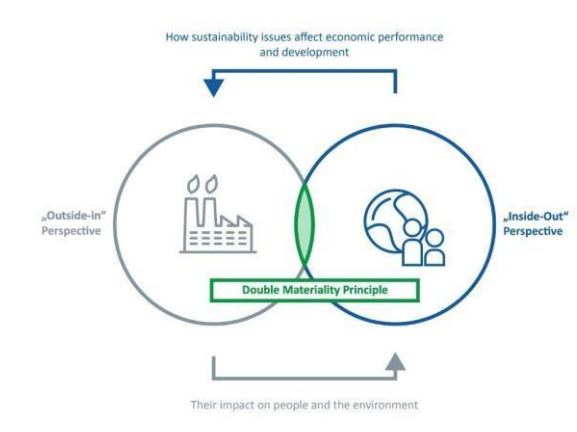 How sustainability issues affect economic performance
and development
„Outside-in“
Perspective
„Inside-Out“
Perspective
Double Materiality Principle
Their impact on people and the environment